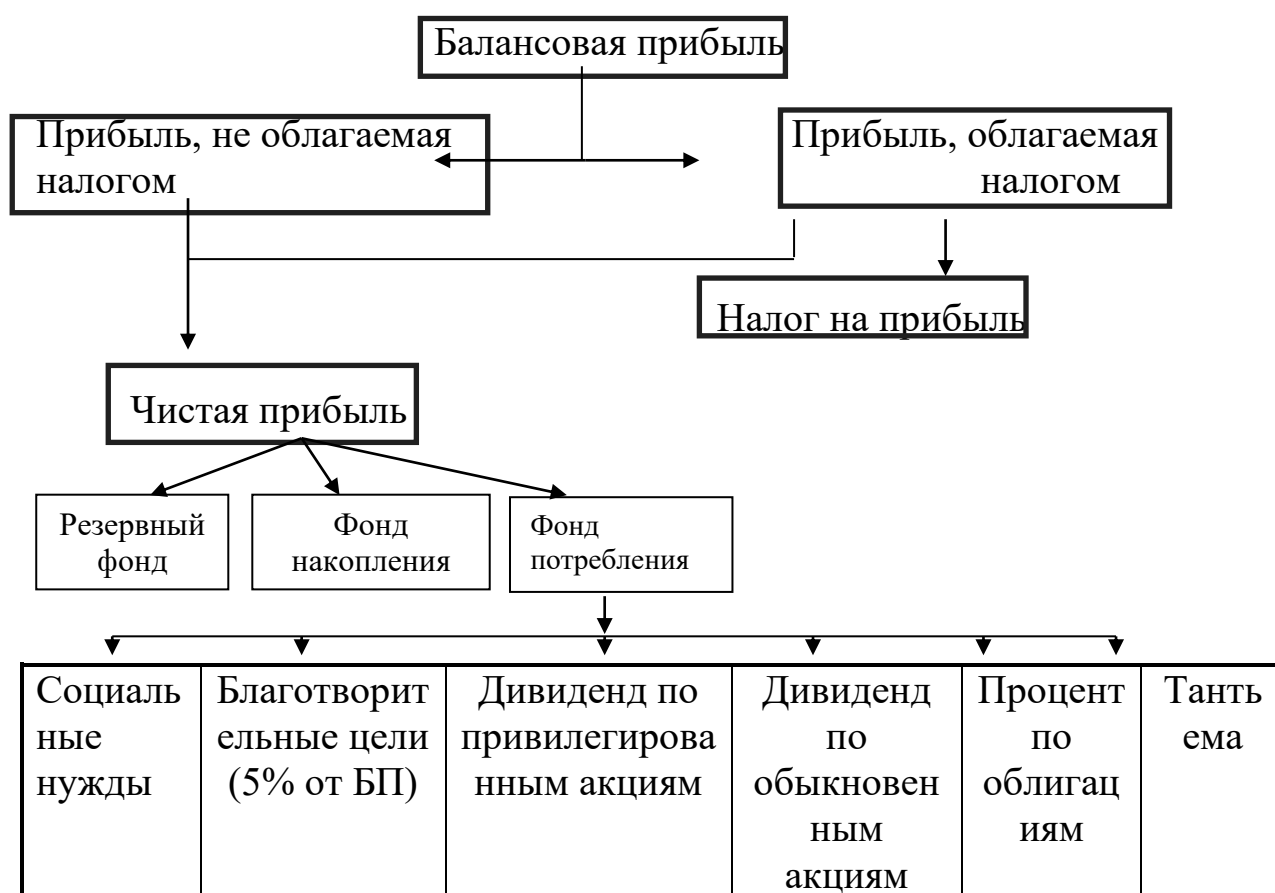 Балансовая прибыль
Прибыль, не облагаемая
налогом
Прибыль, облагаемая
налогом
Налог на прибыль
Чистая прибыль
Резервный
фонд
Фонд
накопления
Фонд
потребления
Социаль
ные
нужды
Благотворит
ельные цели
(5% от БП)
Дивиденд по
привилегирова
нным акциям
Дивиденд
по
обыкновен
ным
акциям
Процент
по
облигац
иям
Танть
ема